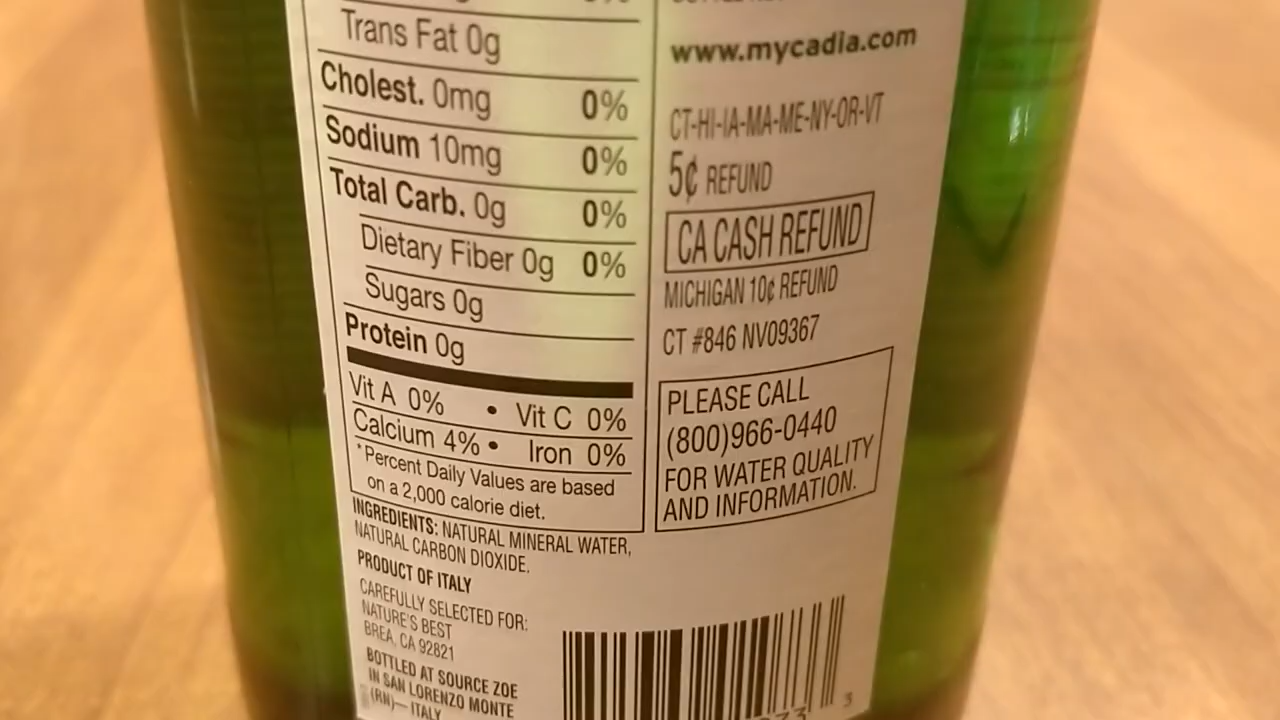 Trans Fat 0g
Cholest. 0mg 0%
Sodium 10mg 0%
Total Carb. 0g 0%
Dietary Fiber 0g 0%
Sugars 0g
Protein 0g
Vit A 0% • Vit C 0%
Calcium 4% • Iron 0%
*Percent Daily Values are based
on a 2,000 calorie diet.
INGREDIENTS: NATURAL MINERAL WATER,
NATURAL CARBON DIOXIDE.
PRODUCT OF ITALY
CAREFULLY SELECTED FOR:
NATURE'S BEST
BREA, CA 92821
BOTTLED AT SOURCE ZOE
IN SAN LORENZO MONTE
(RN)— ITALY
www.mycadia.com
CT-HI-IA-MA-ME-NY-OR-VT
5¢ REFUND
CA CASH REFUND
MICHIGAN 10¢ REFUND
CT #846 NV09367
PLEASE CALL
(800)966-0440
FOR WATER QUALITY
AND INFORMATION.
3